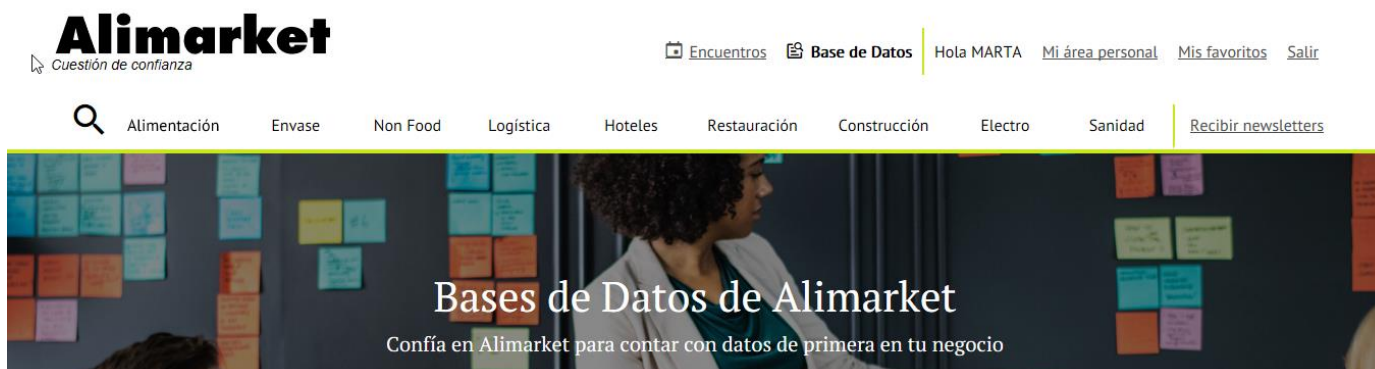 Alimarket
Cuestión de confianza
Encuentros Base de Datos Hola MARTA Mi área personal Mis favoritos Salir
Alimentación Envase Non Food Logística Hoteles Restauración Construcción Electro Sanidad Recibir newsletters
Bases de Datos de Alimarket
Confía en Alimarket para contar con datos de primera en tu negocio